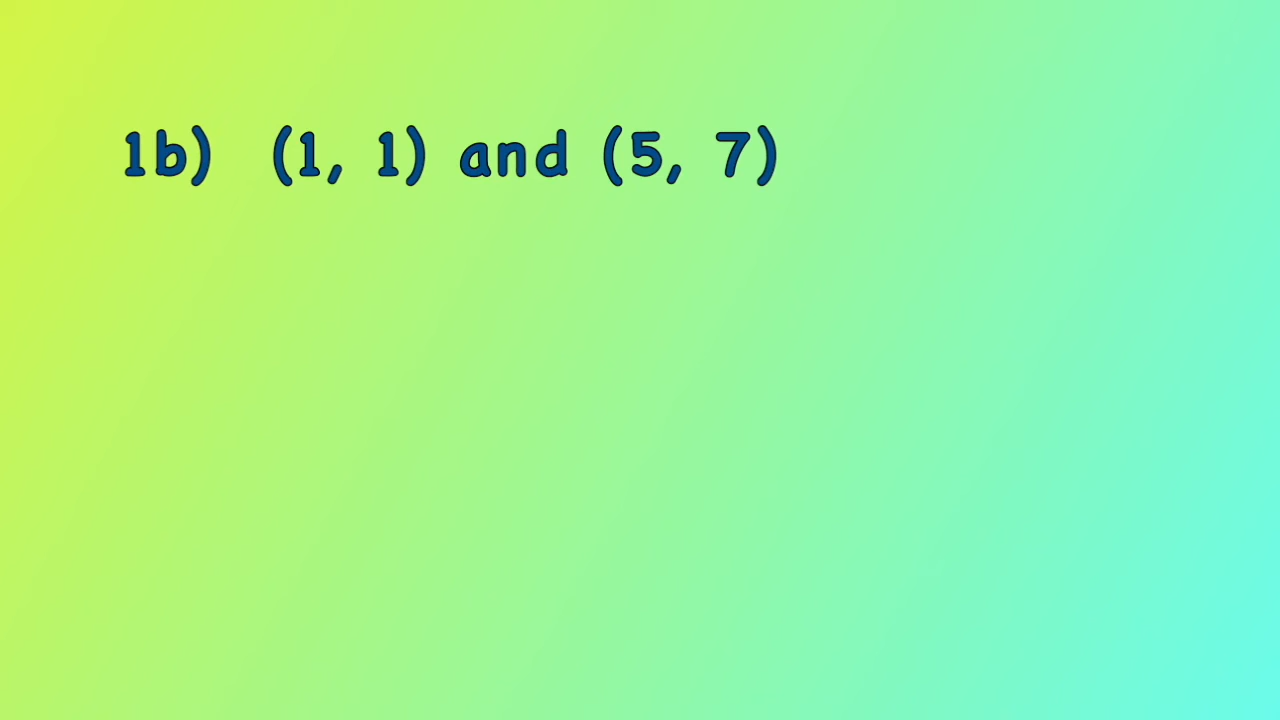 1b) (1, 1) and (5, 7)